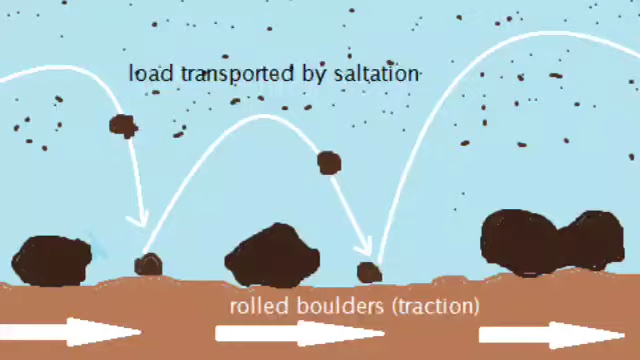 load transported by saltation
rolled boulders (traction)